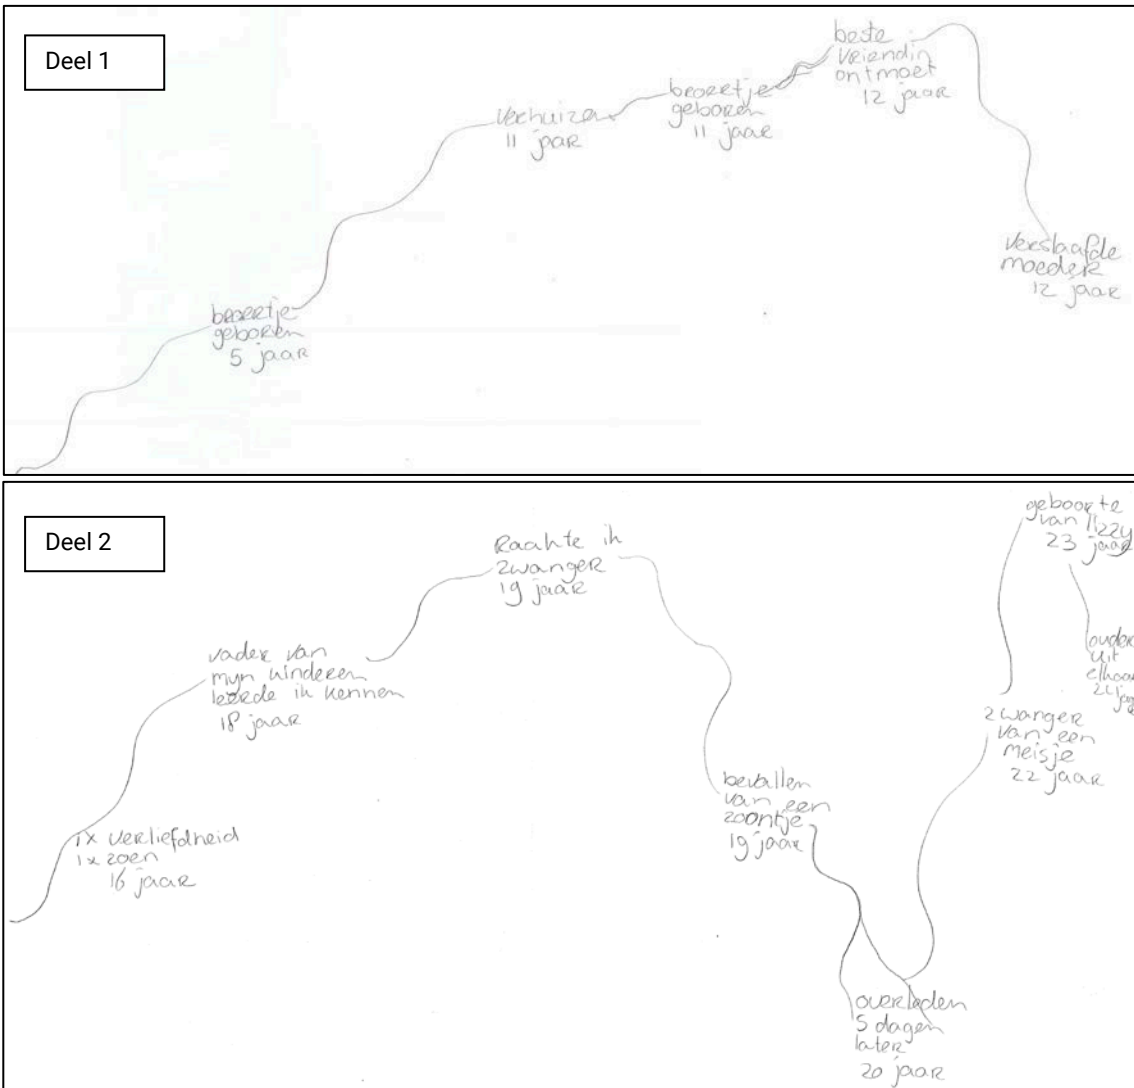 Deel 1
broertje
geboren
5 jaar
verhuizen
11 jaar
broertje
geboren
11 jaar
beste
vriendin
ontmoet
12 jaar
verslaafde
moeder
12 jaar
Deel 2
1x verliefdheid
1x zoen
16 jaar
vader van
mijn kinderen
leerde ik kennen
18 jaar
Raakte ik
zwanger
19 jaar
bevallen
van een
zoontje
19 jaar
overleden
5 dagen
later
20 jaar
zwanger
van een
meisje
22 jaar
geboorte
van
23 jaar
ouder
uit
elkaar